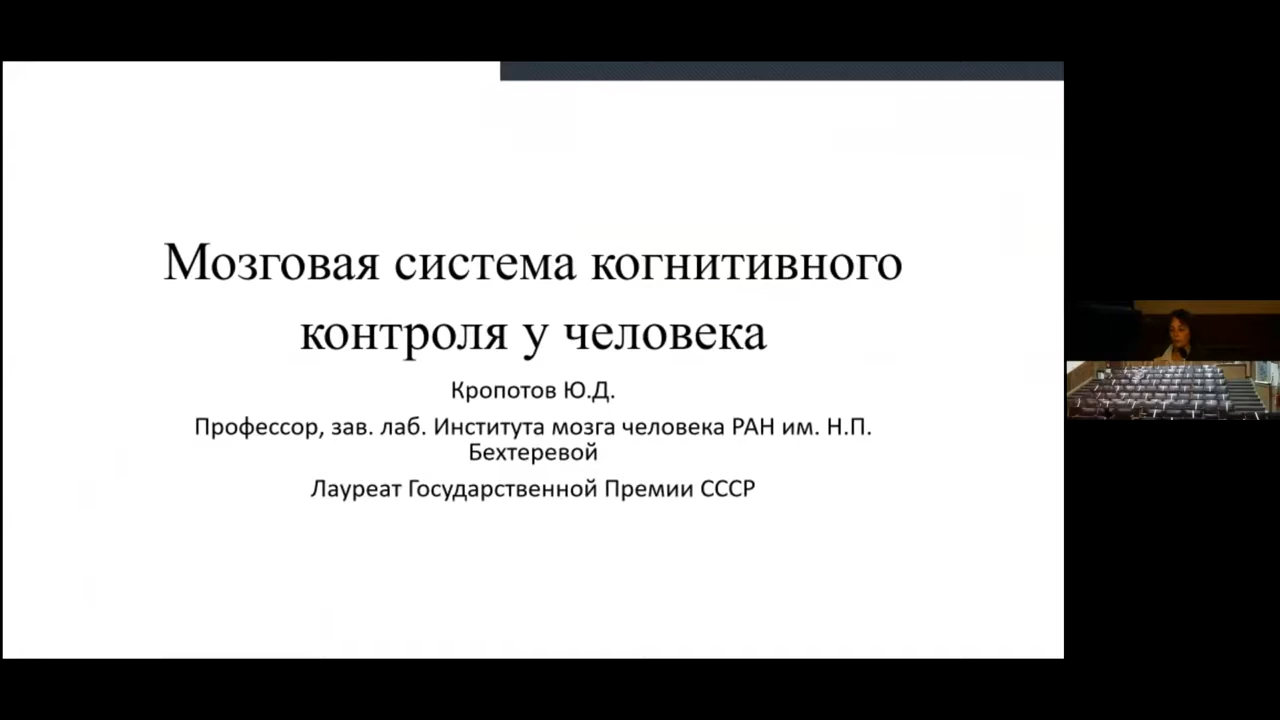 Мозговая система когнитивного
контроля у человека
Кропотов Ю.Д.
Профессор, зав. лаб. Института мозга человека РАН им. Н.П.
Бехтеревой
Лауреат Государственной Премии СССР